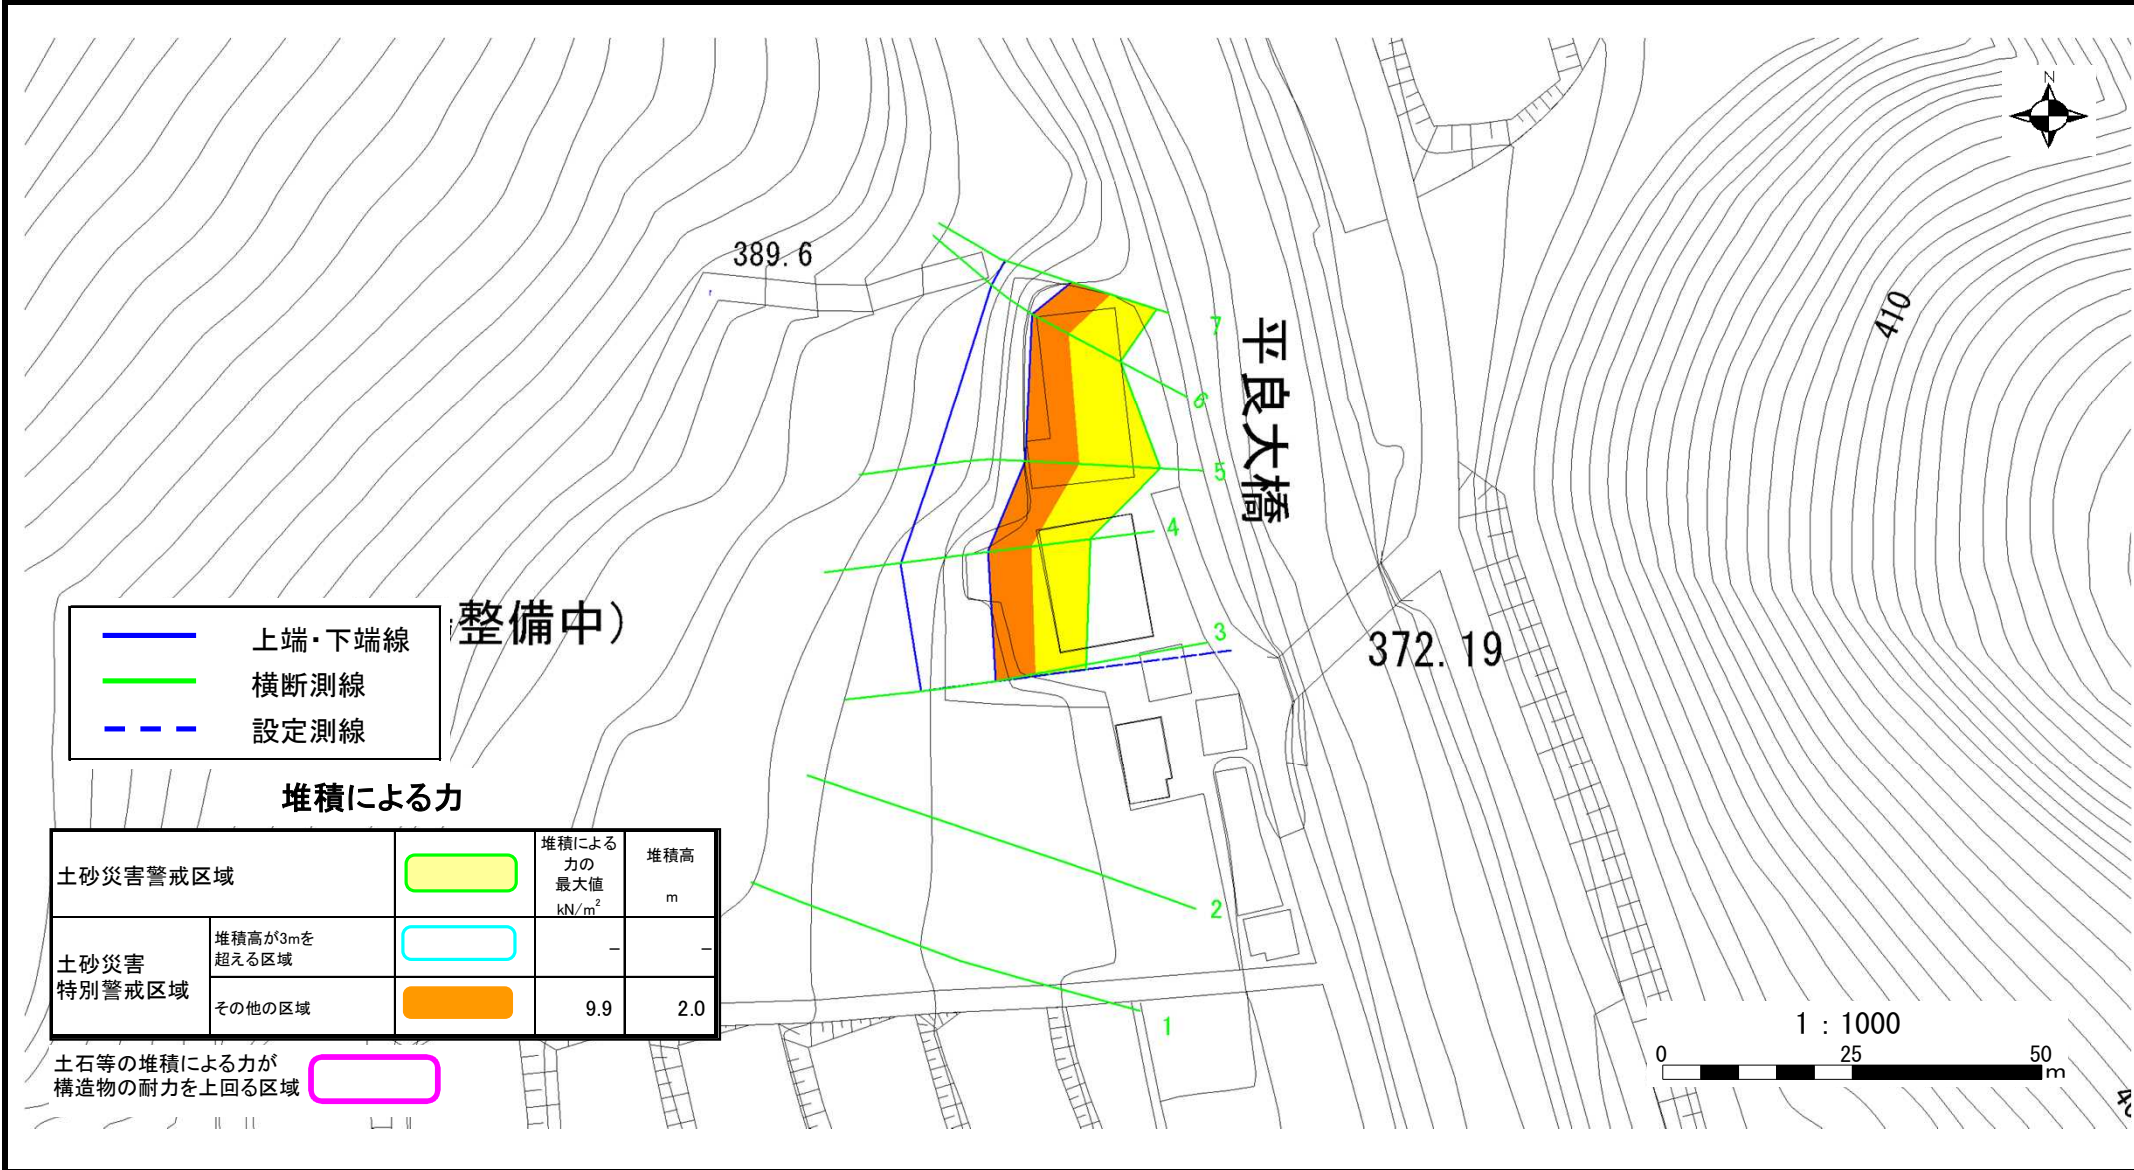 N
389.6
410
7
平良大橋
6
5
4
整備中)
3
372.19
上端・下端線
横断測線
設定測線
堆積による力
土砂災害警戒区域
堆積による
力の
最大値
kN/m²
堆積高
m
土砂災害
特別警戒区域
堆積高が3mを
超える区域
–
–
その他の区域
9.9
2.0
2
1
土石等の堆積による力が
構造物の耐力を上回る区域
1 : 1000
0 25 50
m